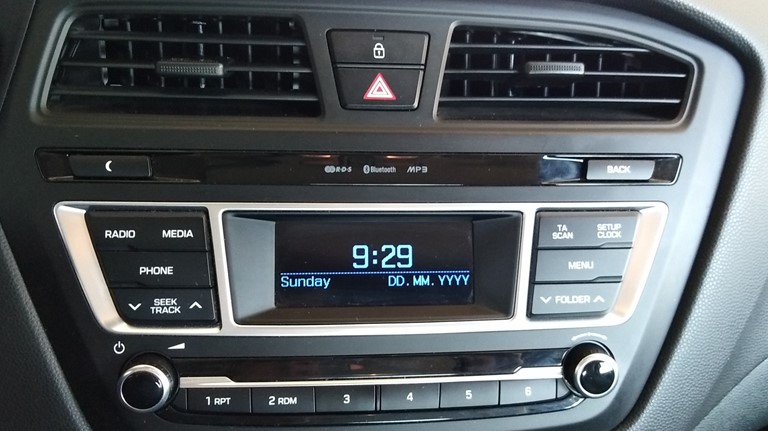 R·D·S Bluetooth MP3
BACK
RADIO MEDIA
PHONE
SEEK
TRACK
9:29
Sunday DD.MM.YYYY
TA
SCAN
SETUP
CLOCK
MENU
FOLDER
1 RPT 2 RDM 3 4 5 6